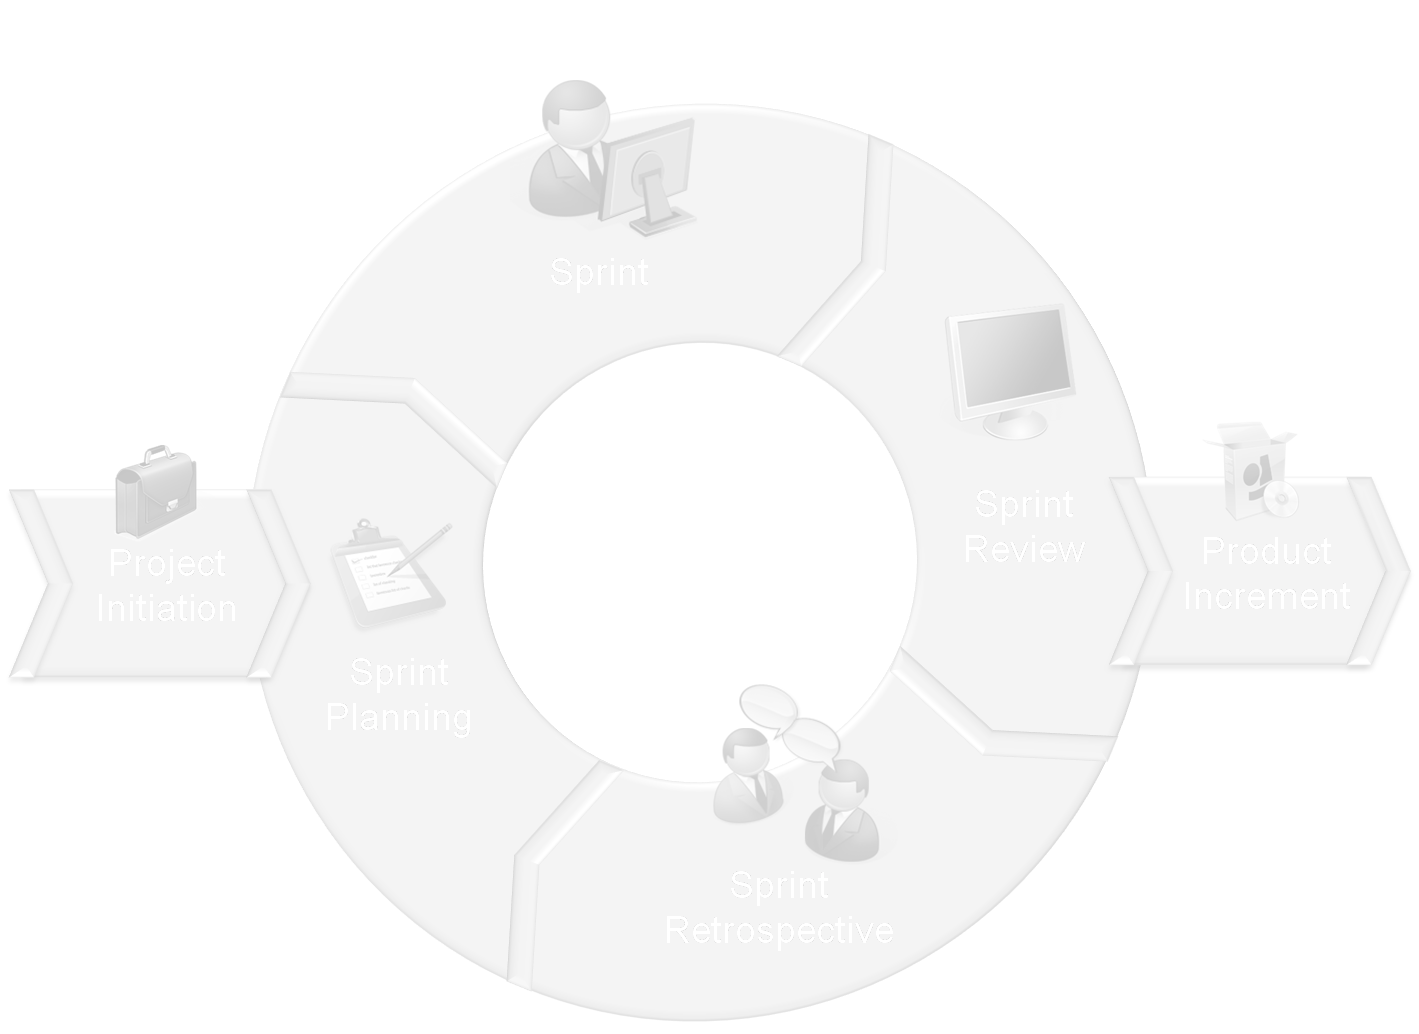 Sprint
Sprint
Review
Project
Initiation
Product
Increment
Sprint
Planning
Sprint
Retrospective